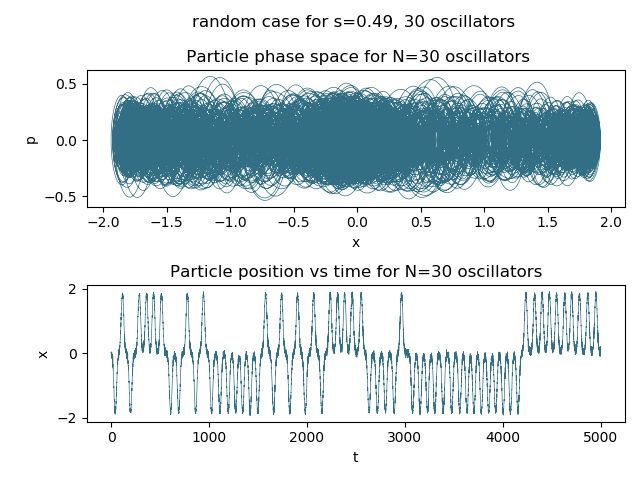 random case for s=0.49, 30 oscillators
Particle phase space for N=30 oscillators
0.5
0.0
−0.5
p
−2.0 −1.5 −1.0 −0.5 0.0 0.5 1.0 1.5 2.0
x
Particle position vs time for N=30 oscillators
2
0
−2
x
0 1000 2000 3000 4000 5000
t